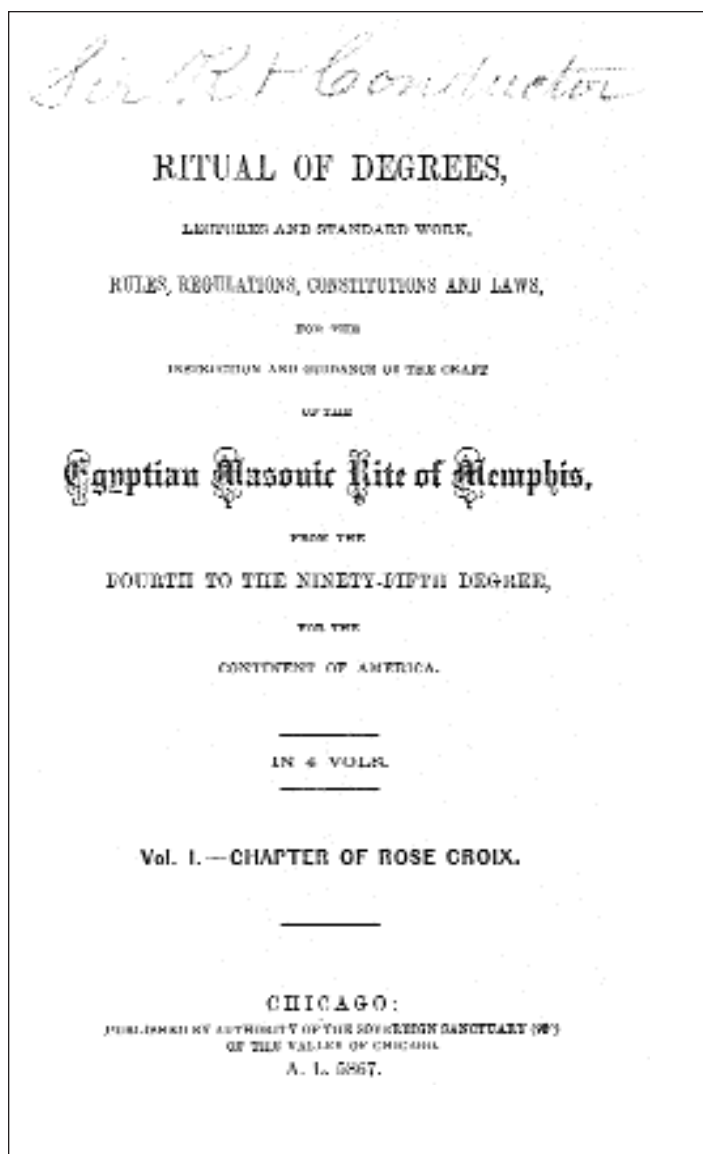 Sir Kt Conductor
RITUAL OF DEGREES,
LECTURES AND STANDARD WORK,
RULES, REGULATIONS, CONSTITUTIONS AND LAWS,
FOR THE
INSTRUCTION AND GUIDANCE OF THE CRAFT
OF THE
Egyptian Masonic Rite of Memphis,
FROM THE
FOURTH TO THE NINETY-FIFTH DEGREE,
FOR THE
CONTINENT OF AMERICA.
IN 4 VOLS.
Vol. I.—CHAPTER OF ROSE CROIX.
CHICAGO:
PUBLISHED BY AUTHORITY OF THE SOVEREIGN SANCTUARY
OF THE VALLEY OF CHICAGO.
A. L. 5867.